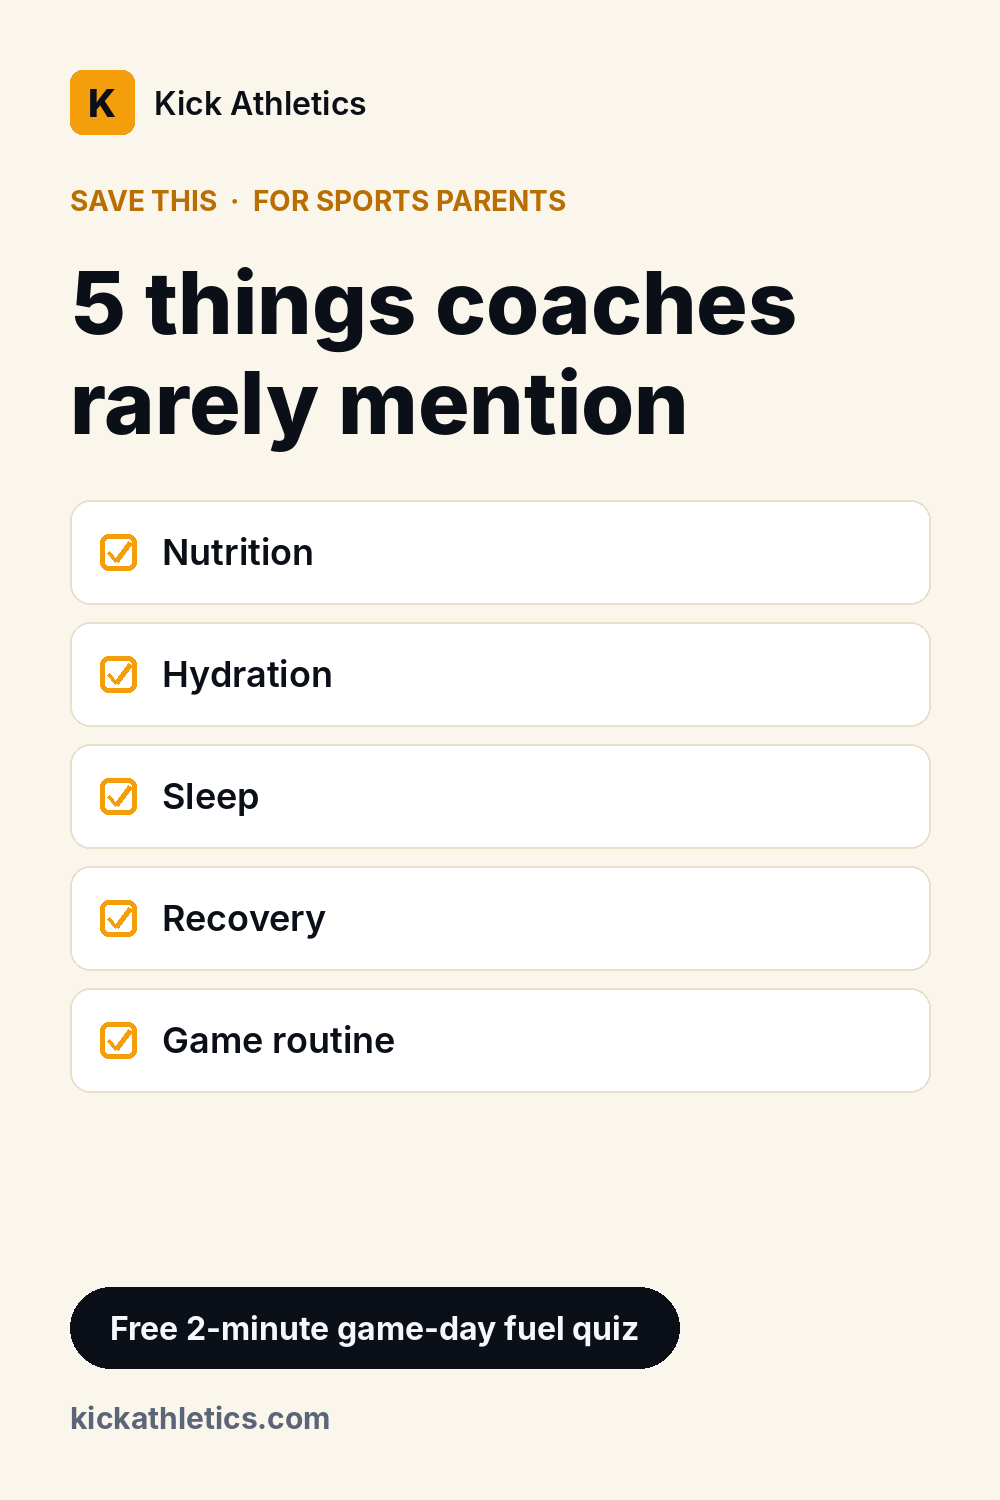 K
Kick Athletics
SAVE THIS · FOR SPORTS PARENTS
5 things coaches
rarely mention
Nutrition
Hydration
Sleep
Recovery
Game routine
Free 2-minute game-day fuel quiz
kickathletics.com